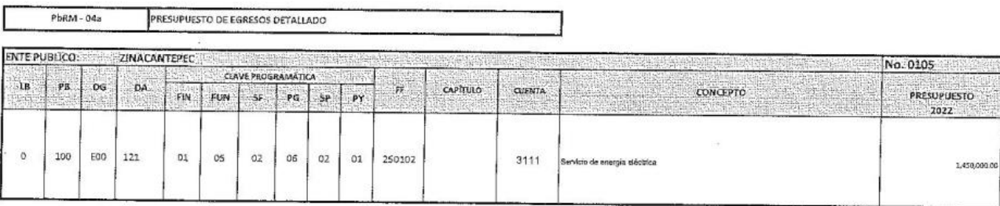 PbRM - 04a PRESUPUESTO DE EGRESOS DETALLADO
ENTE PUBLICO: ZINACANTEPEC No. 0105
LB PB OG DA CLAVE PROGRAMÁTICA FF CAPÍTULO CUENTA CONCEPTO PRESUPUESTO 2022
FIN FUN SF PG SP PY
0 100 E00 121 01 05 02 06 02 01 250102 3111 Servicio de energía eléctrica 1,450,000.00